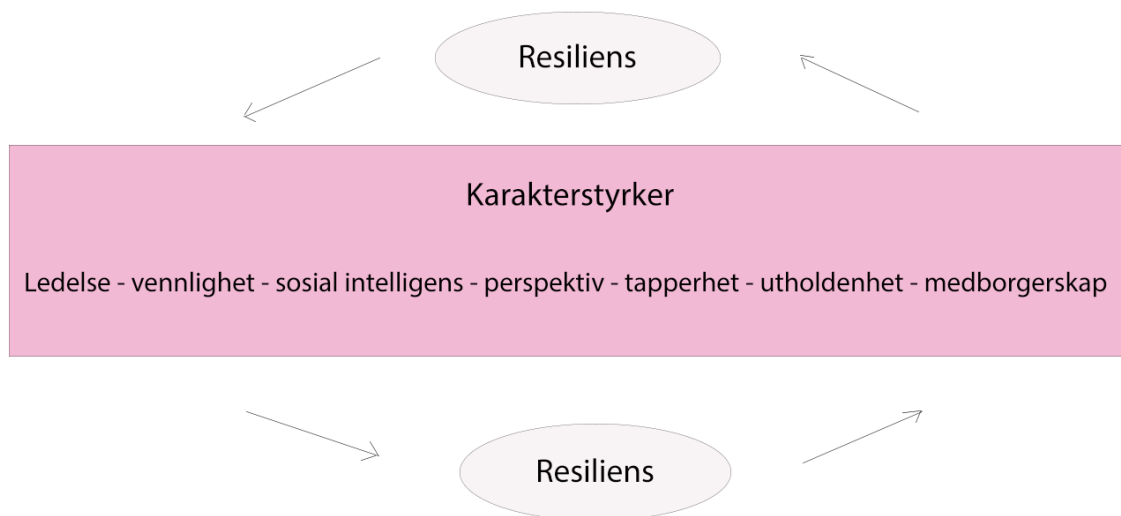 Resiliens
Karakterstyrker
Ledelse - vennlighet - sosial intelligens - perspektiv - tapperhet - utholdenhet - medborgerskap
Resiliens